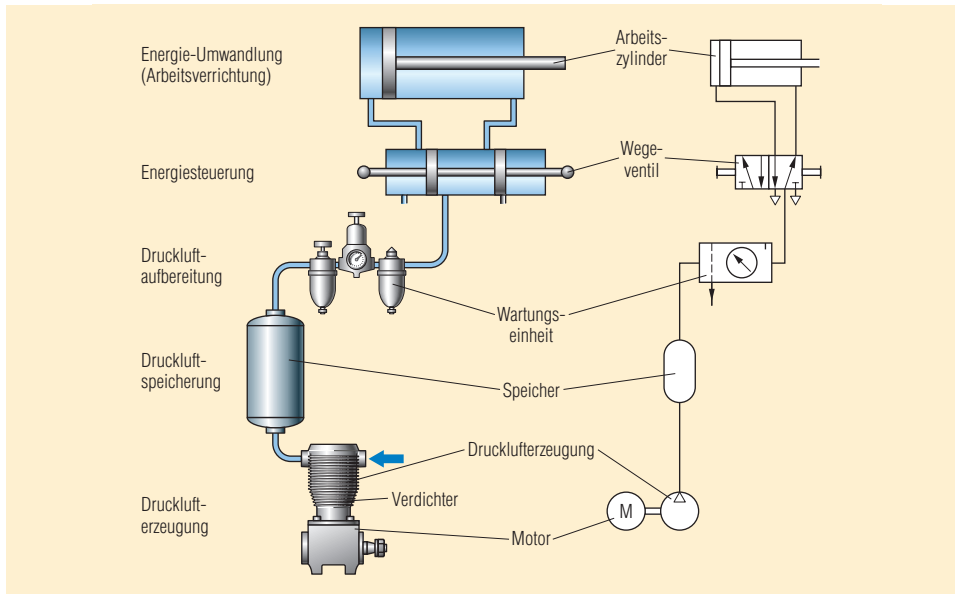 Energie-Umwandlung
(Arbeitsverrichtung)
Arbeits-
zylinder
Energiesteuerung
Wege-
ventil
Druckluft-
aufbereitung
Wartungs-
einheit
Druckluft-
speicherung
Speicher
Drucklufterzeugung
Verdichter
Druckluft-
erzeugung
Motor
M